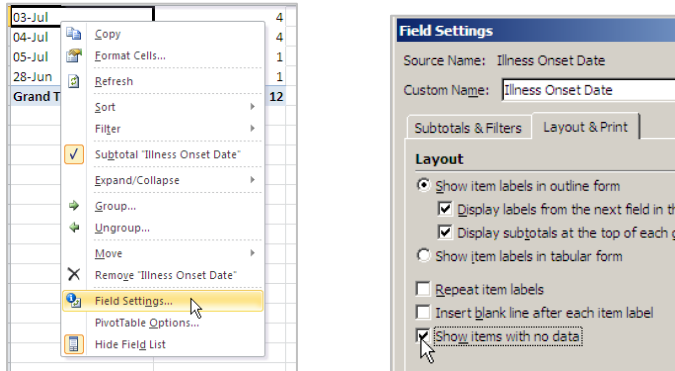 03-Jul 4
04-Jul 4
05-Jul 1
28-Jun 1
Grand T 12
Copy
Format Cells...
Refresh
Sort
Filter
Subtotal "Illness Onset Date"
Expand/Collapse
Group...
Ungroup...
Move
Remove "Illness Onset Date"
Field Settings...
PivotTable Options...
Hide Field List
Field Settings
Source Name: Illness Onset Date
Custom Name: Illness Onset Date
Subtotals & Filters Layout & Print
Layout
Show item labels in outline form
Display labels from the next field in th
Display subtotals at the top of each g
Show item labels in tabular form
Repeat item labels
Insert blank line after each item label
Show items with no data